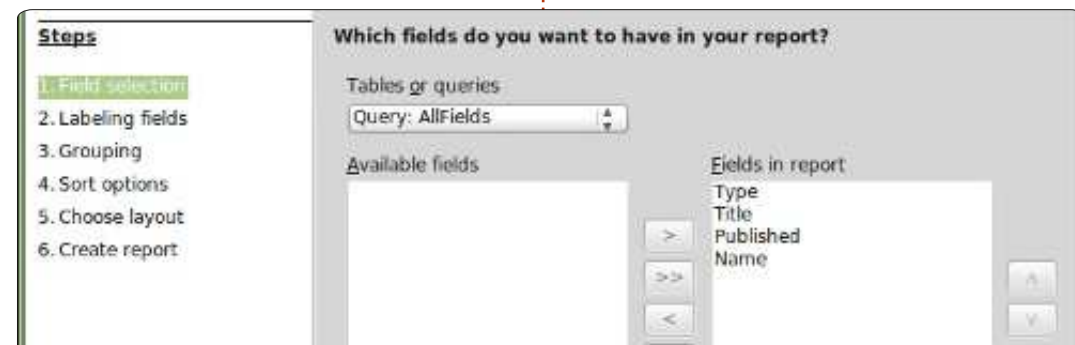 Steps
1. Field selection
2. Labeling fields
3. Grouping
4. Sort options
5. Choose layout
6. Create report
Which fields do you want to have in your report?
Tables or queries
Query: AllFields
Available fields
>
>>
<
Fields in report
Type
Title
Published
Name